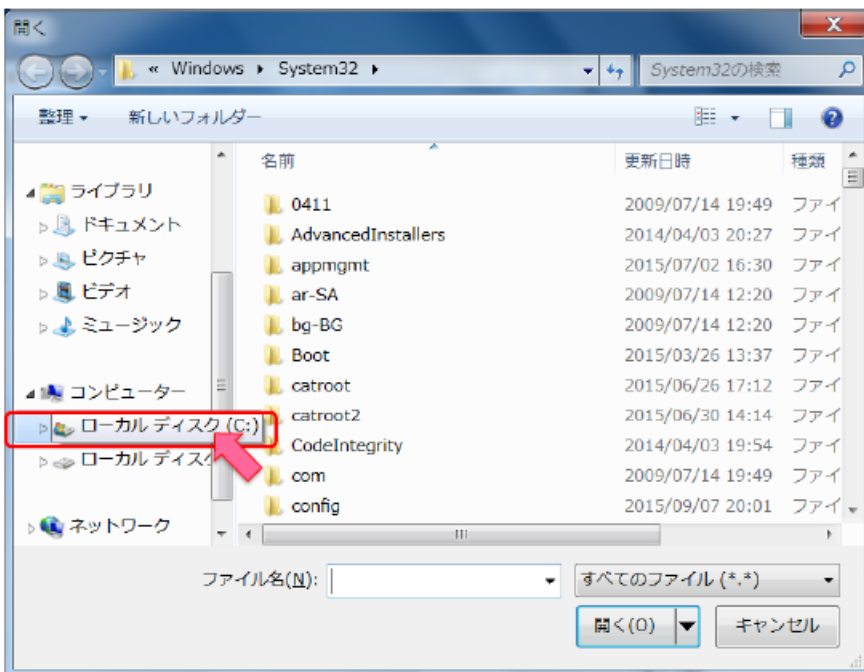 開く
« Windows ▸ System32 ▸
System32の検索
整理
新しいフォルダー
名前 更新日時 種類
ライブラリ
ドキュメント
ピクチャ
ビデオ
ミュージック
コンピューター
ローカル ディスク (C:)
ローカル ディスク
ネットワーク
0411 2009/07/14 19:49 ファイ
AdvancedInstallers 2014/04/03 20:27 ファイ
appmgmt 2015/07/02 16:30 ファイ
ar-SA 2009/07/14 12:20 ファイ
bg-BG 2009/07/14 12:20 ファイ
Boot 2015/03/26 13:37 ファイ
catroot 2015/06/26 17:12 ファイ
catroot2 2015/06/30 14:14 ファイ
CodeIntegrity 2014/04/03 19:54 ファイ
com 2009/07/14 19:49 ファイ
config 2015/09/07 20:01 ファイ
ファイル名(N):
すべてのファイル (*.*)
開く(O)
キャンセル